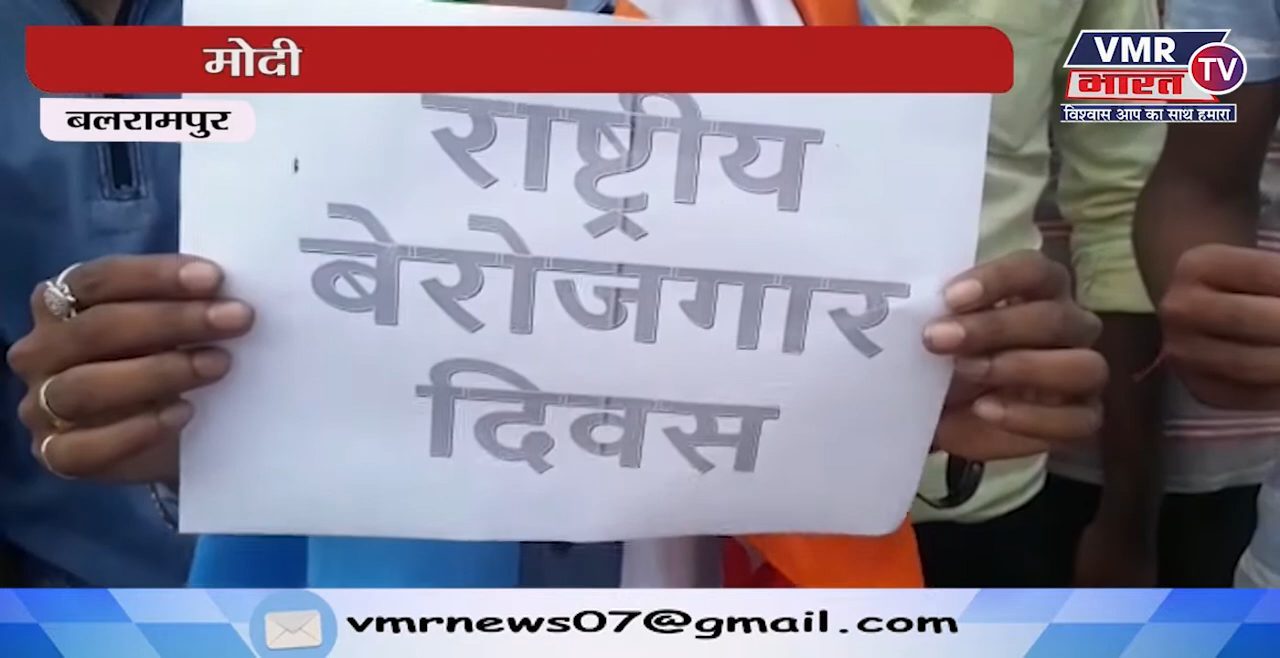 मोदी
VMR
भारत
TV
विश्वास आप का साथ हमारा
बलरामपुर
राष्ट्रीय
बेरोजगार
दिवस
vmrnews07@gmail.com